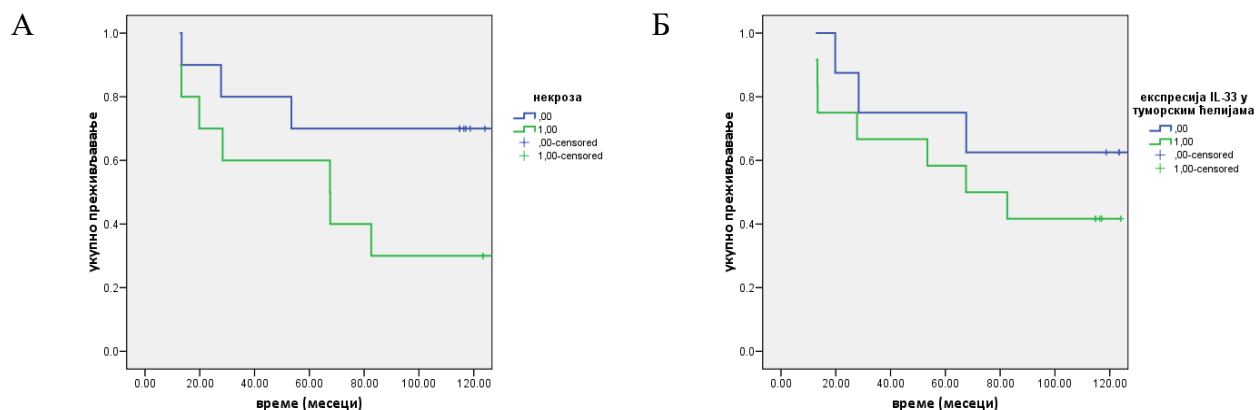 А
1.0
0.8
0.6
0.4
0.2
0.0
укупно преживљавање
0.00 20.00 40.00 60.00 80.00 100.00 120.00
време (месеци)
некроза
,00
1,00
,00-censored
1,00-censored
Б
1.0
0.8
0.6
0.4
0.2
0.0
укупно преживљавање
0.00 20.00 40.00 60.00 80.00 100.00 120.00
време (месеци)
експресија IL-33 у
туморским ћелијама
,00
1,00
,00-censored
1,00-censored